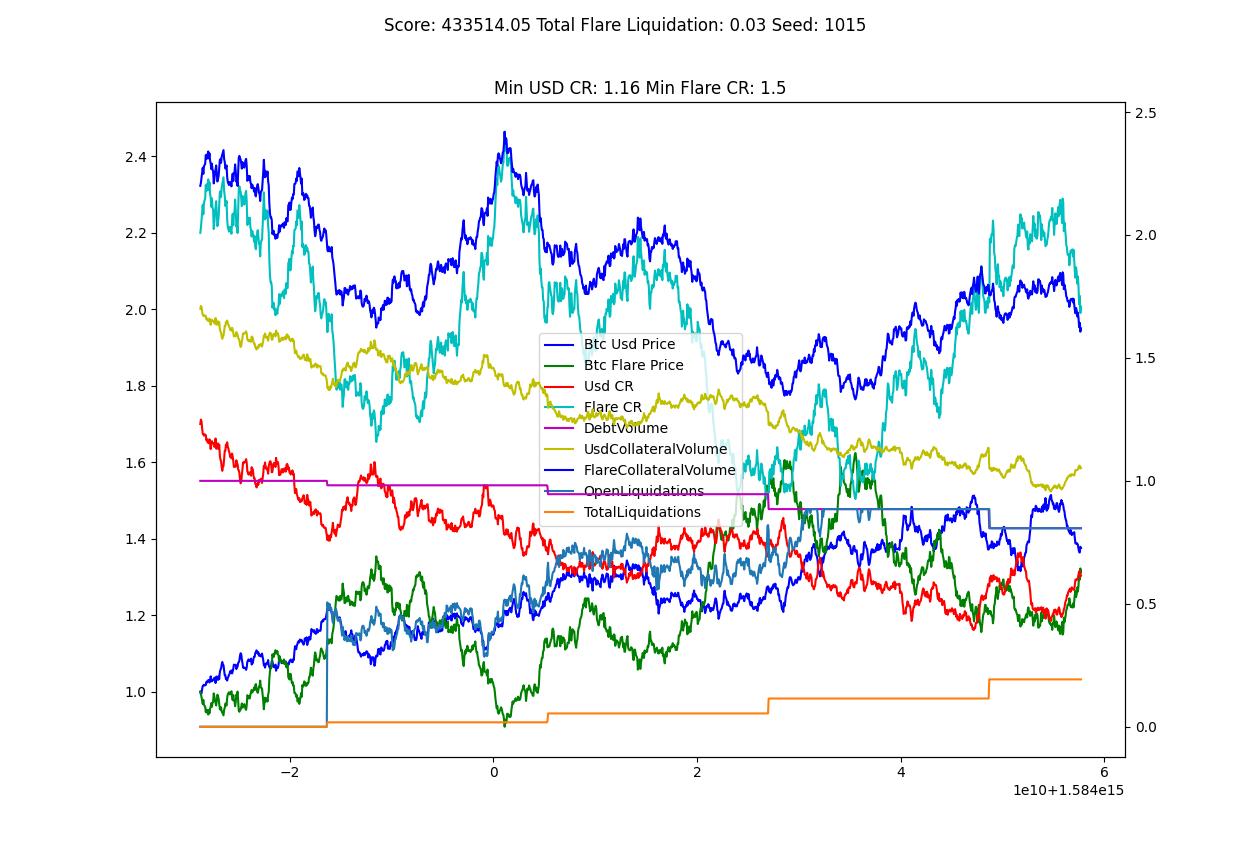 Score: 433514.05 Total Flare Liquidation: 0.03 Seed: 1015
Min USD CR: 1.16 Min Flare CR: 1.5
2.4
2.2
2.0
1.8
1.6
1.4
1.2
1.0
2.5
2.0
1.5
1.0
0.5
0.0
Btc Usd Price
Btc Flare Price
Usd CR
Flare CR
DebtVolume
UsdCollateralVolume
FlareCollateralVolume
OpenLiquidations
TotalLiquidations
−2 0 2 4 6
1e10+1.584e15